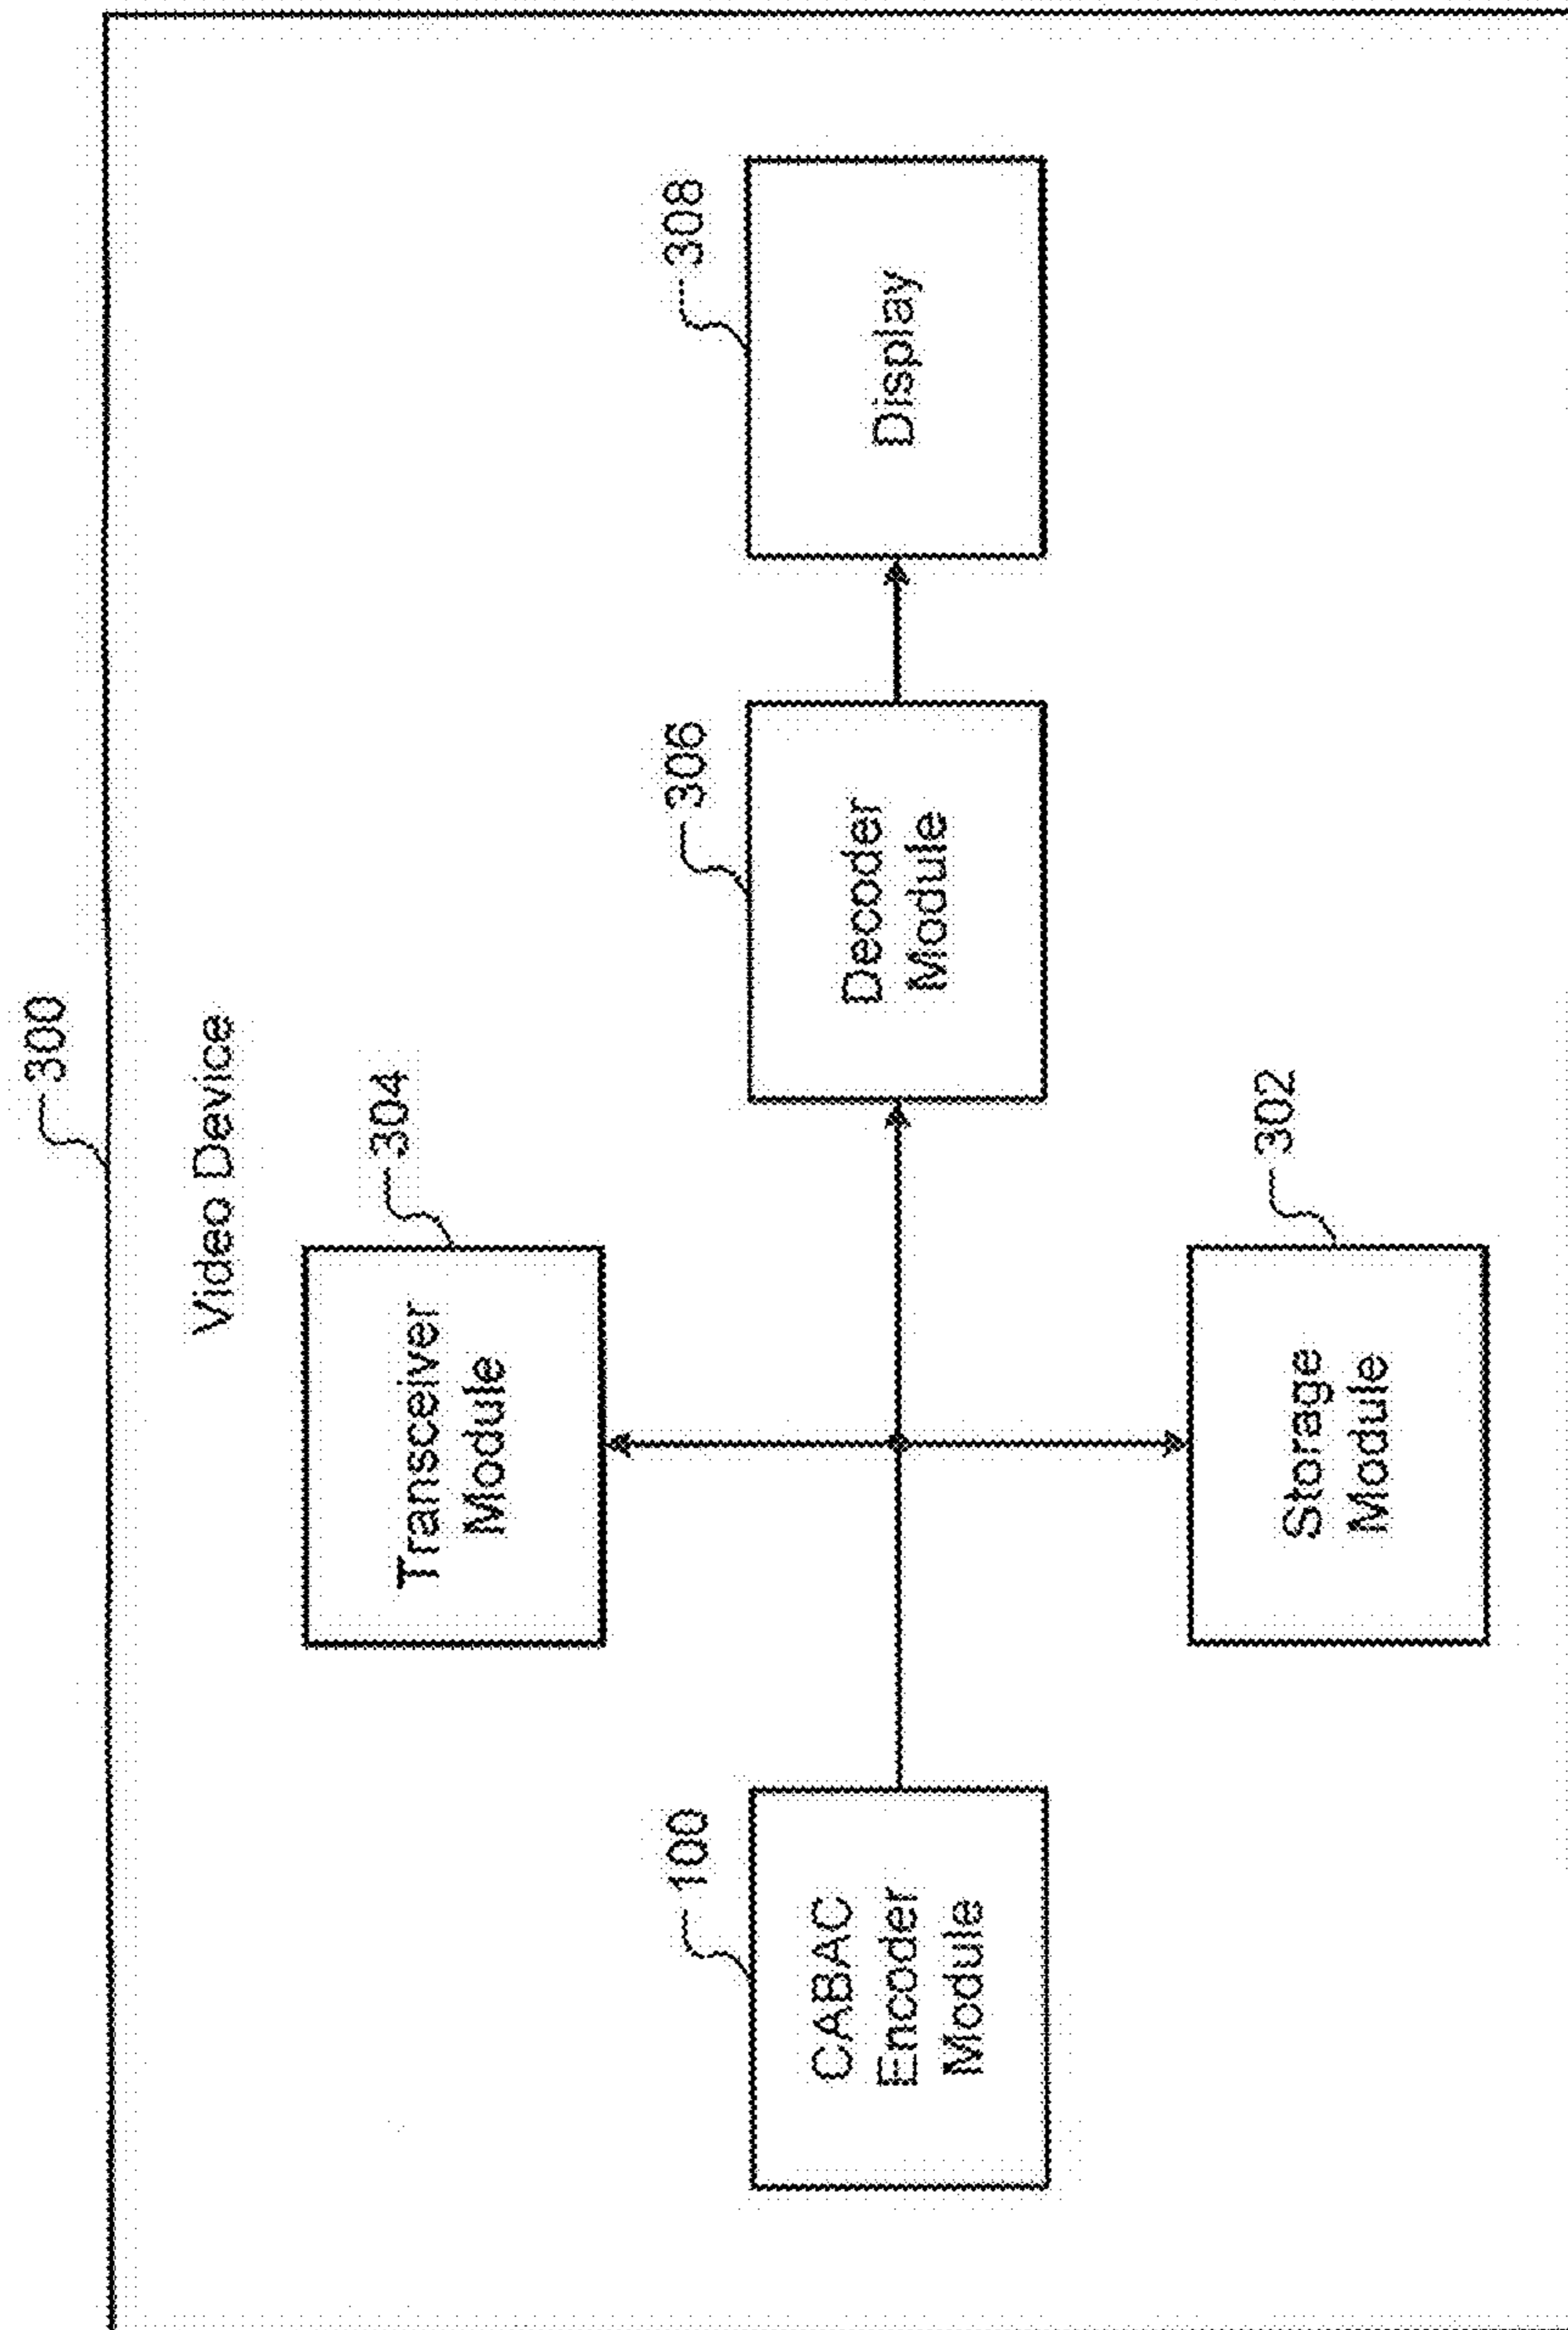 300
Video Device
304
Transceiver
Module
100
CABAC
Encoder
Module
306
Decoder
Module
308
Display
302
Storage
Module